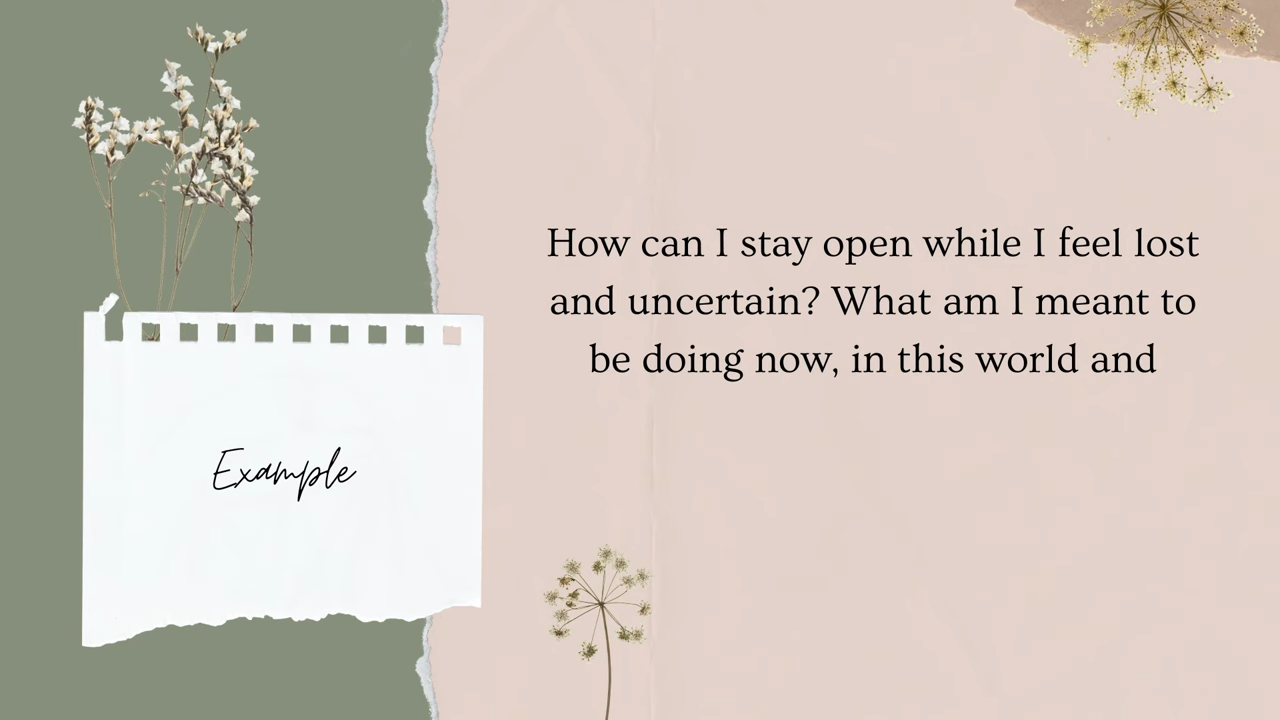 Example
How can I stay open while I feel lost
and uncertain? What am I meant to
be doing now, in this world and